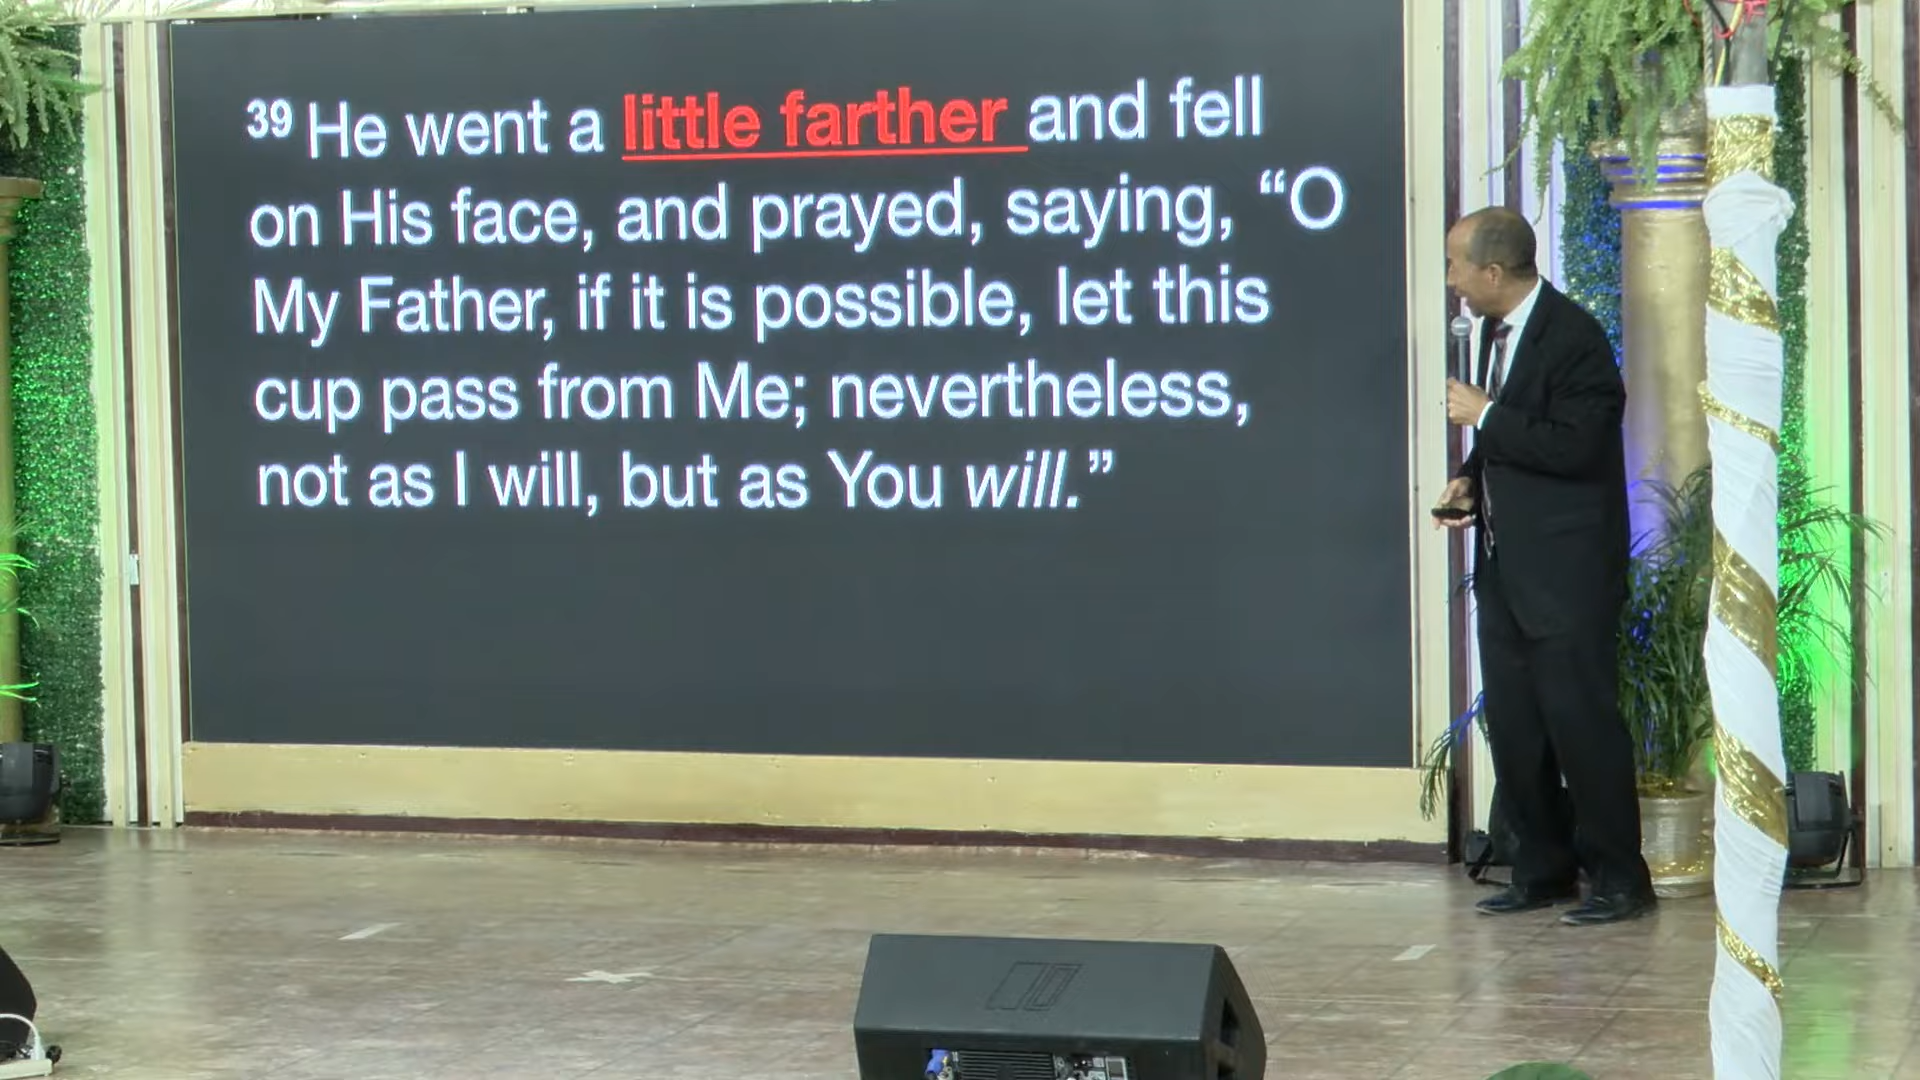 39 He went a little farther and fell
on His face, and prayed, saying, “O
My Father, if it is possible, let this
cup pass from Me; nevertheless,
not as I will, but as You will.”